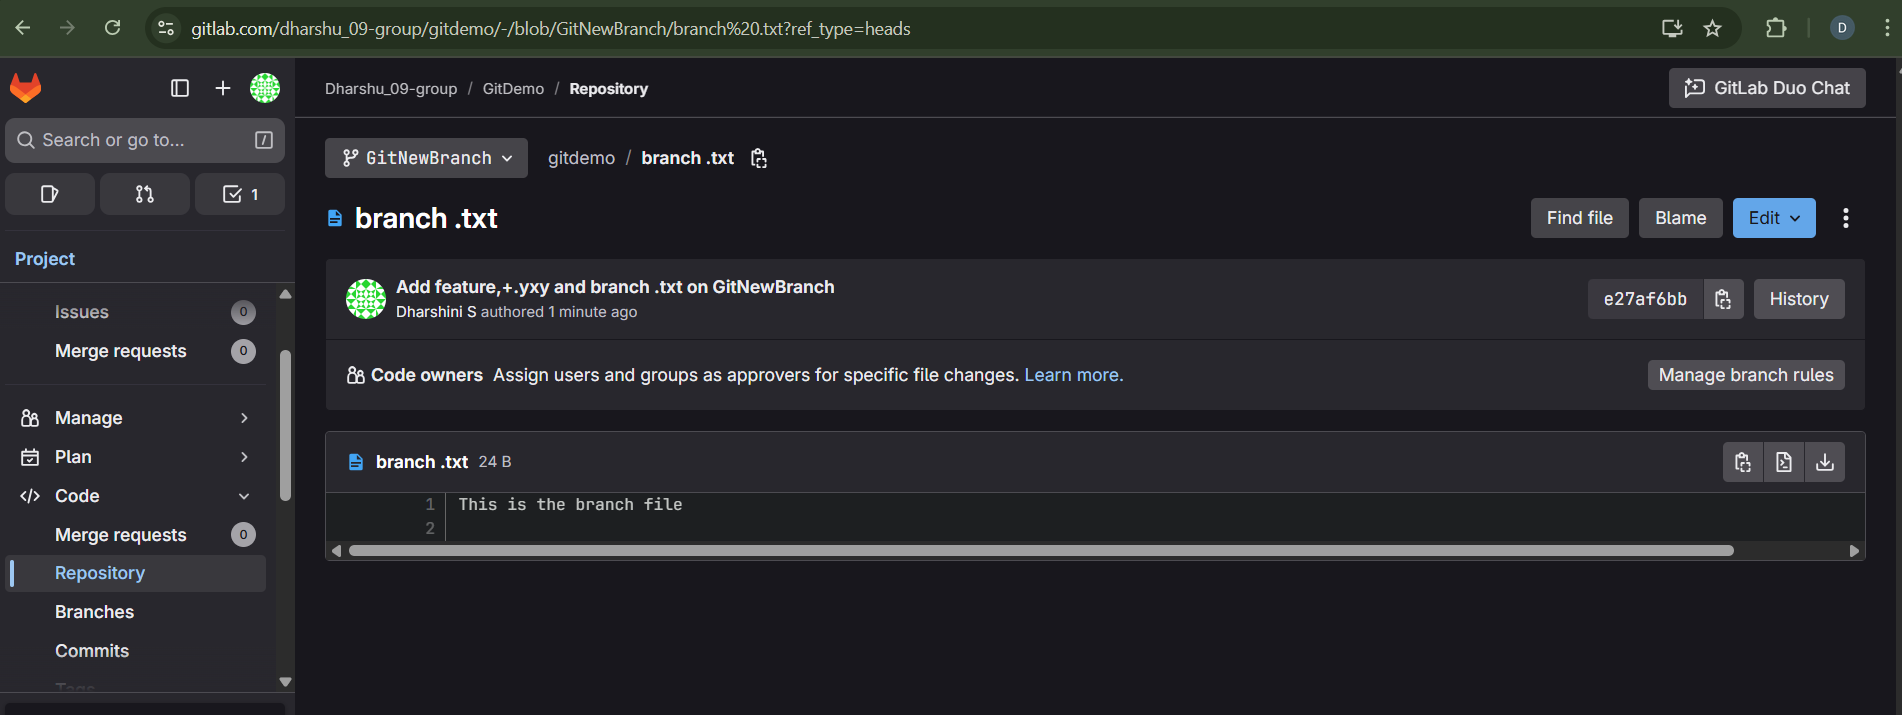 gitlab.com/dharshu_09-group/gitdemo/-/blob/GitNewBranch/branch%20.txt?ref_type=heads
D
Dharshu_09-group / GitDemo / Repository
GitLab Duo Chat
Search or go to...
/
1
GitNewBranch
gitdemo / branch .txt
branch .txt
Find file
Blame
Edit
Project
Issues 0
Merge requests 0
Manage
Plan
Code
Merge requests 0
Repository
Branches
Commits
Tags
Add feature,+.yxy and branch .txt on GitNewBranch
Dharshini S authored 1 minute ago
e27af6bb
History
Code owners Assign users and groups as approvers for specific file changes. Learn more.
Manage branch rules
branch .txt 24 B
1 This is the branch file
2